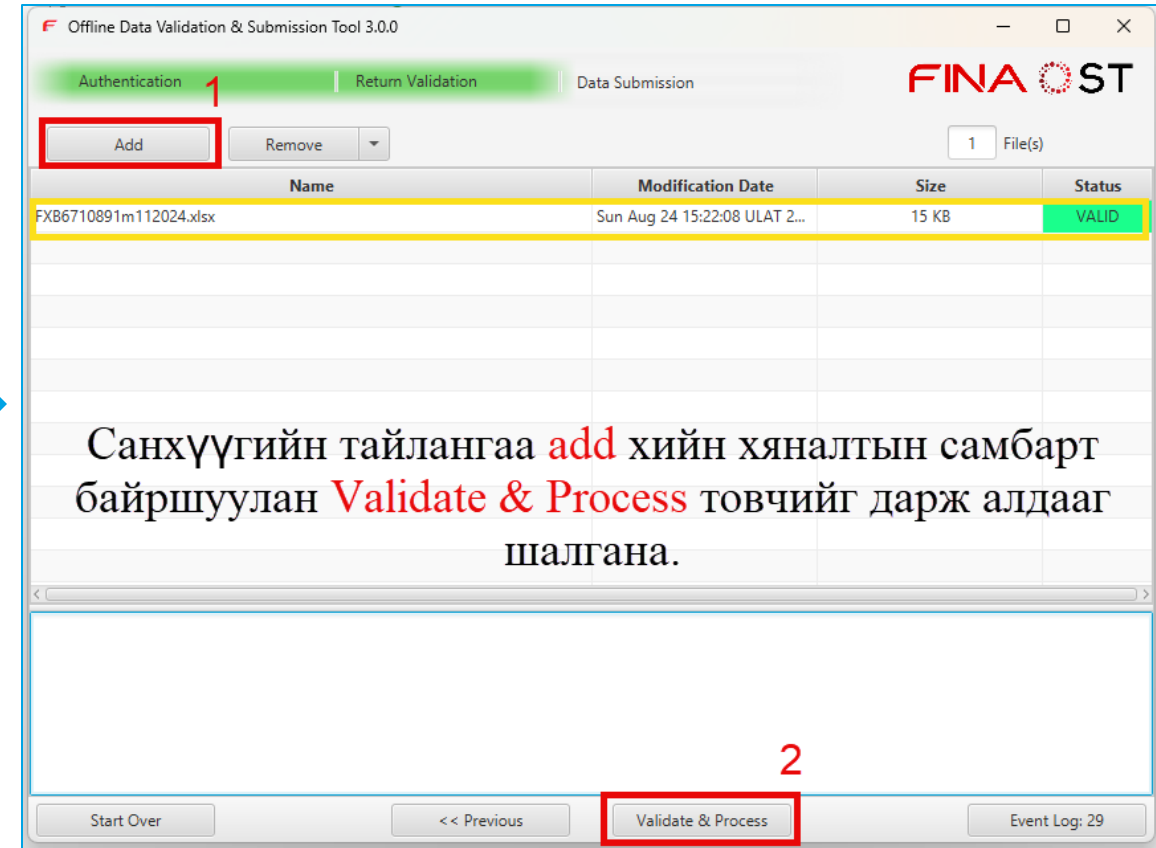 Offline Data Validation & Submission Tool 3.0.0
Authentication
Return Validation
Data Submission
FINA OST
1
Add
Remove
1 File(s)
Name Modification Date Size Status
FXB6710891m112024.xlsx Sun Aug 24 15:22:08 ULAT 2... 15 KB VALID
Санхүүгийн тайлангаа add хийн хяналтын самбарт
байршуулан Validate & Process товчийг дарж алдааг
шалгана.
2
Start Over
<< Previous
Validate & Process
Event Log: 29